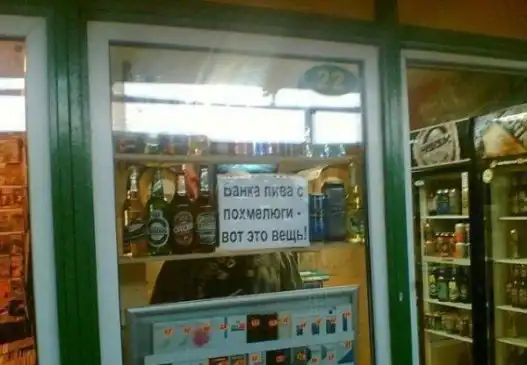 22
Банка пива с
похмелюги -
вот это вещь!